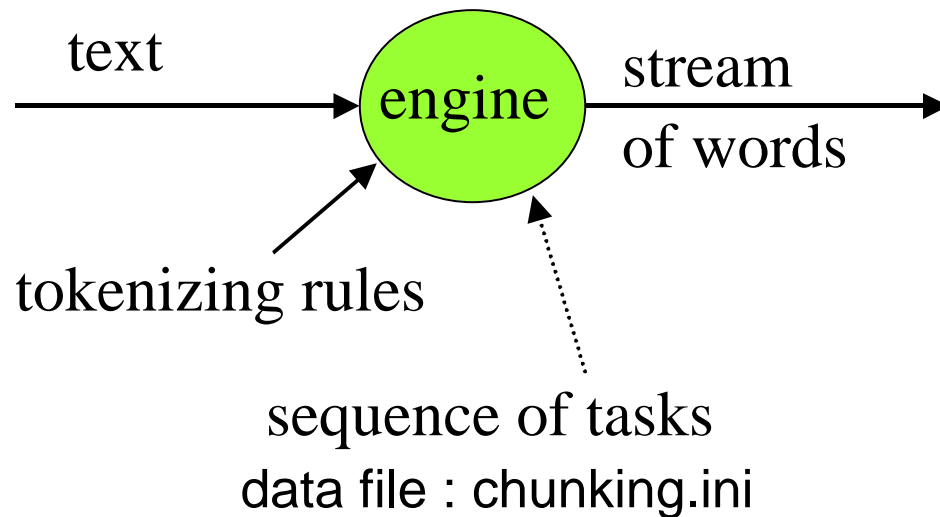 text
engine
stream
of words
tokenizing rules
sequence of tasks
data file : chunking.ini